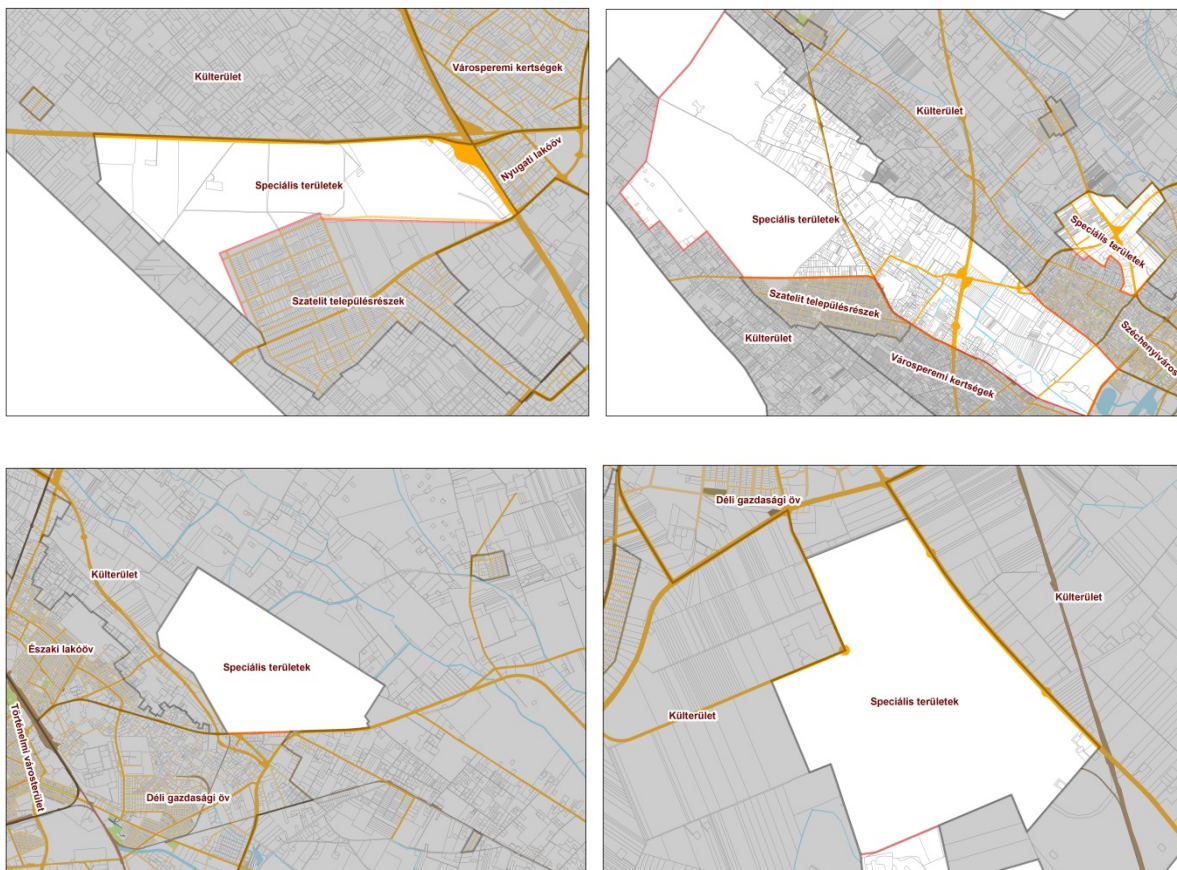 Külterület
Városperemi kertségek
Nyugati lakóöv
Speciális területek
Szatelit településrészek
Külterület
Speciális területek
Speciális területek
Szatelit településrészek
Külterület
Széchenyiváros
Városperemi kertségek
Külterület
Északi lakóöv
Speciális területek
Történelmi városterület
Déli gazdasági öv
Déli gazdasági öv
Külterület
Speciális területek
Külterület